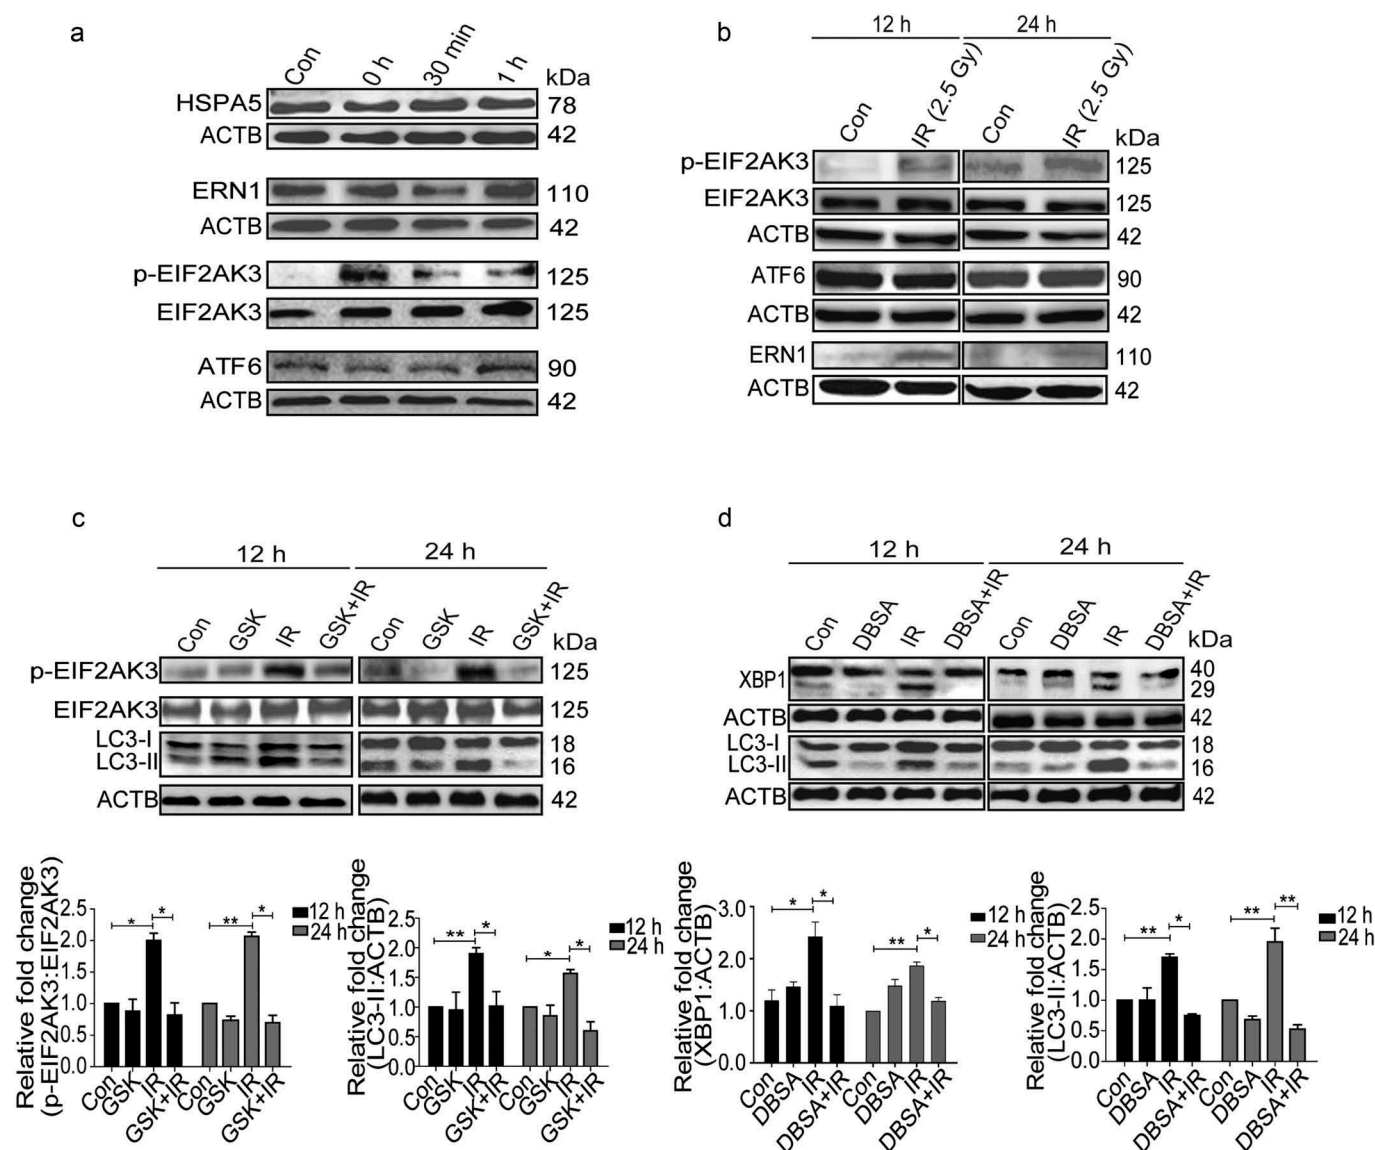 a
Con 0 h 30 min 1 h kDa
HSPA5 78
ACTB 42
ERN1 110
ACTB 42
p-EIF2AK3 125
EIF2AK3 125
ATF6 90
ACTB 42
b
12 h 24 h
Con IR (2.5 Gy) Con IR (2.5 Gy) kDa
p-EIF2AK3 125
EIF2AK3 125
ACTB 42
ATF6 90
ACTB 42
ERN1 110
ACTB 42
c
12 h 24 h
Con GSK IR GSK+IR Con GSK IR GSK+IR kDa
p-EIF2AK3 125
EIF2AK3 125
LC3-I 18
LC3-II 16
ACTB 42
d
12 h 24 h
Con DBSA IR DBSA+IR Con DBSA IR DBSA+IR kDa
XBP1 40
29
ACTB 42
LC3-I 18
LC3-II 16
ACTB 42
Relative fold change
(p-EIF2AK3:EIF2AK3)
2.5
2.0
1.5
1.0
0.5
0.0
* * ** *
12 h
24 h
Con GSK IR GSK+IR Con GSK IR GSK+IR
Relative fold change
(LC3-II:ACTB)
2.5
2.0
1.5
1.0
0.5
0.0
** * * *
12 h
24 h
Con GSK IR GSK+IR Con GSK IR GSK+IR
Relative fold change
(XBP1:ACTB)
3.0
2.0
1.0
0.0
* * ** *
12 h
24 h
Con DBSA IR DBSA+IR Con DBSA IR DBSA+IR
Relative fold change
(LC3-II:ACTB)
2.5
2.0
1.5
1.0
0.5
0.0
** * ** **
12 h
24 h
Con DBSA IR DBSA+IR Con DBSA IR DBSA+IR